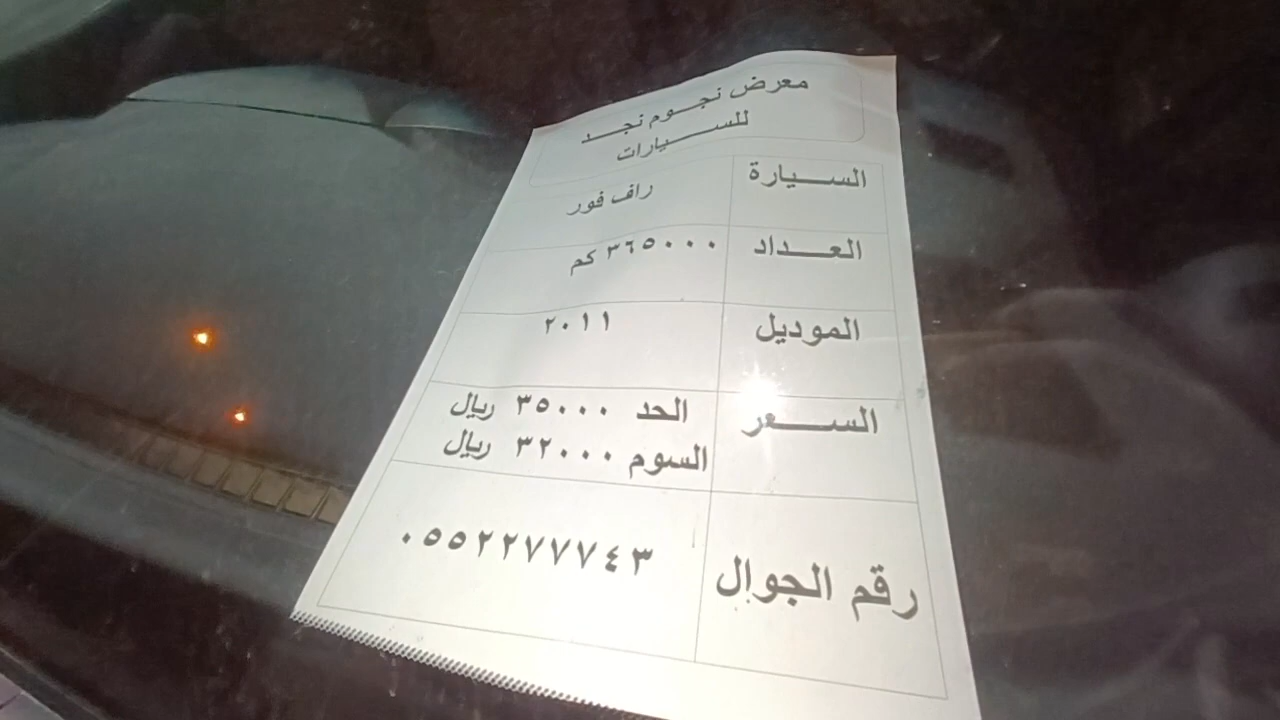 معرض نجوم نجد
للسيارات
السيارة راف فور
العداد ٣٦٥٠٠٠ كم
الموديل ٢٠١١
السعر الحد ٣٥٠٠٠ ريال
السوم ٣٢٠٠٠ ريال
رقم الجوال ٠٥٥٢٢٧٧٧٤٣